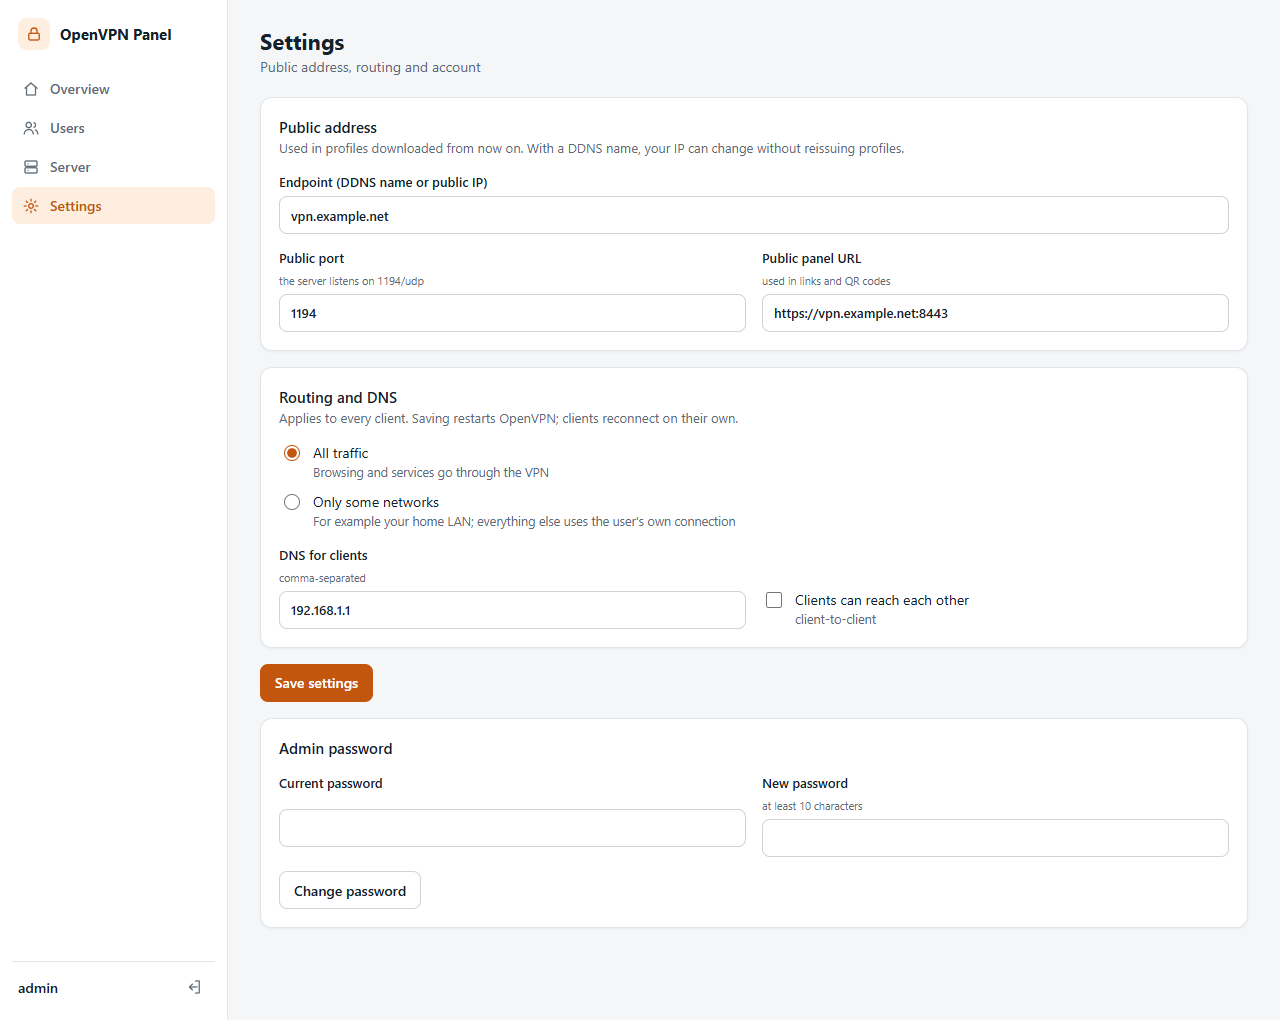 OpenVPN Panel
Overview
Users
Server
Settings
admin
Settings
Public address, routing and account
Public address
Used in profiles downloaded from now on. With a DDNS name, your IP can change without reissuing profiles.
Endpoint (DDNS name or public IP)
vpn.example.net
Public port
the server listens on 1194/udp
1194
Public panel URL
used in links and QR codes
https://vpn.example.net:8443
Routing and DNS
Applies to every client. Saving restarts OpenVPN; clients reconnect on their own.
All traffic
Browsing and services go through the VPN
Only some networks
For example your home LAN; everything else uses the user's own connection
DNS for clients
comma-separated
192.168.1.1
Clients can reach each other
client-to-client
Save settings
Admin password
Current password
New password
at least 10 characters
Change password